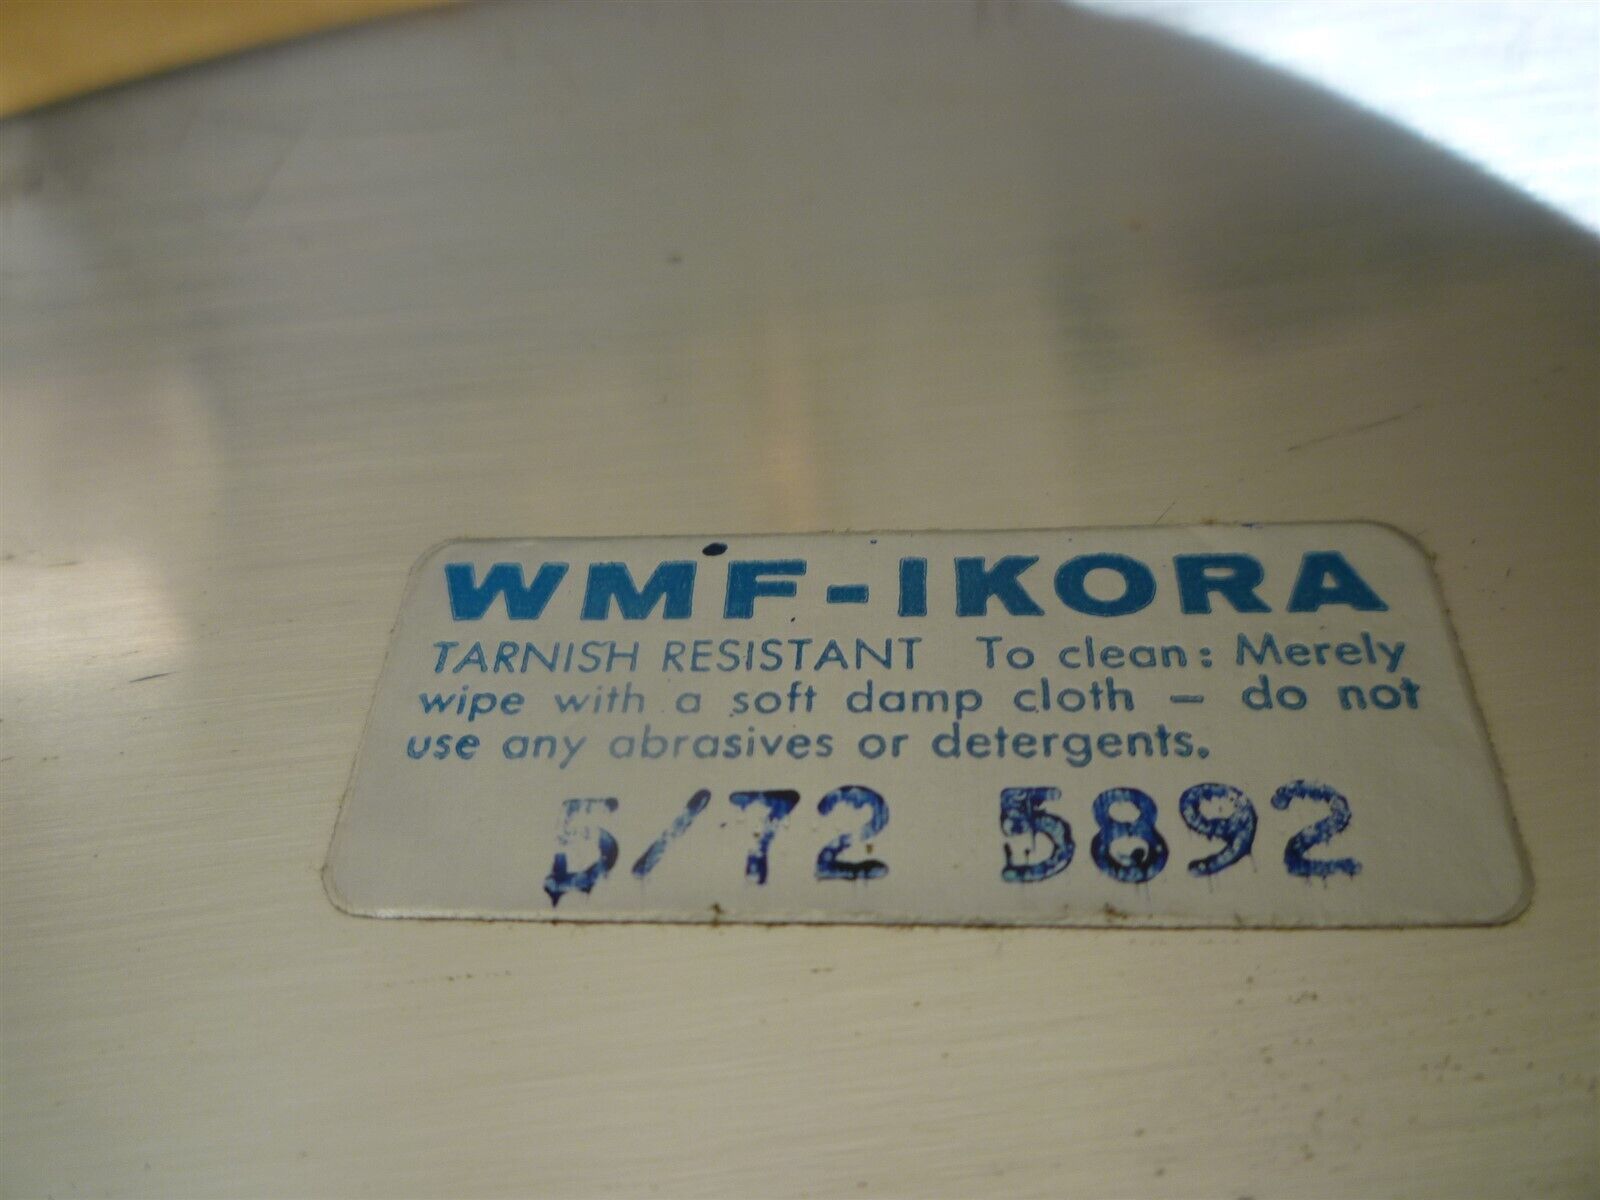 WMF-IKORA
TARNISH RESISTANT To clean: Merely
wipe with a soft damp cloth – do not
use any abrasives or detergents.
5/72 5892